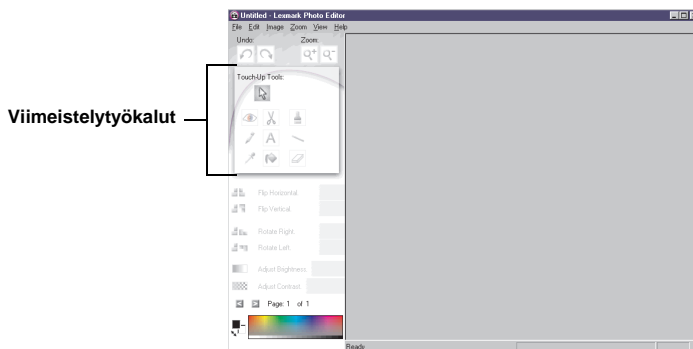 Untitled - Lexmark Photo Editor
File Edit Image Zoom View Help
Undo: Zoom:
Touch-Up Tools:
Viimeistelytyökalut
A
Flip Horizontal:
Flip Vertical:
Rotate Right:
Rotate Left:
Adjust Brightness:
Adjust Contrast:
Page: 1 of 1
Ready